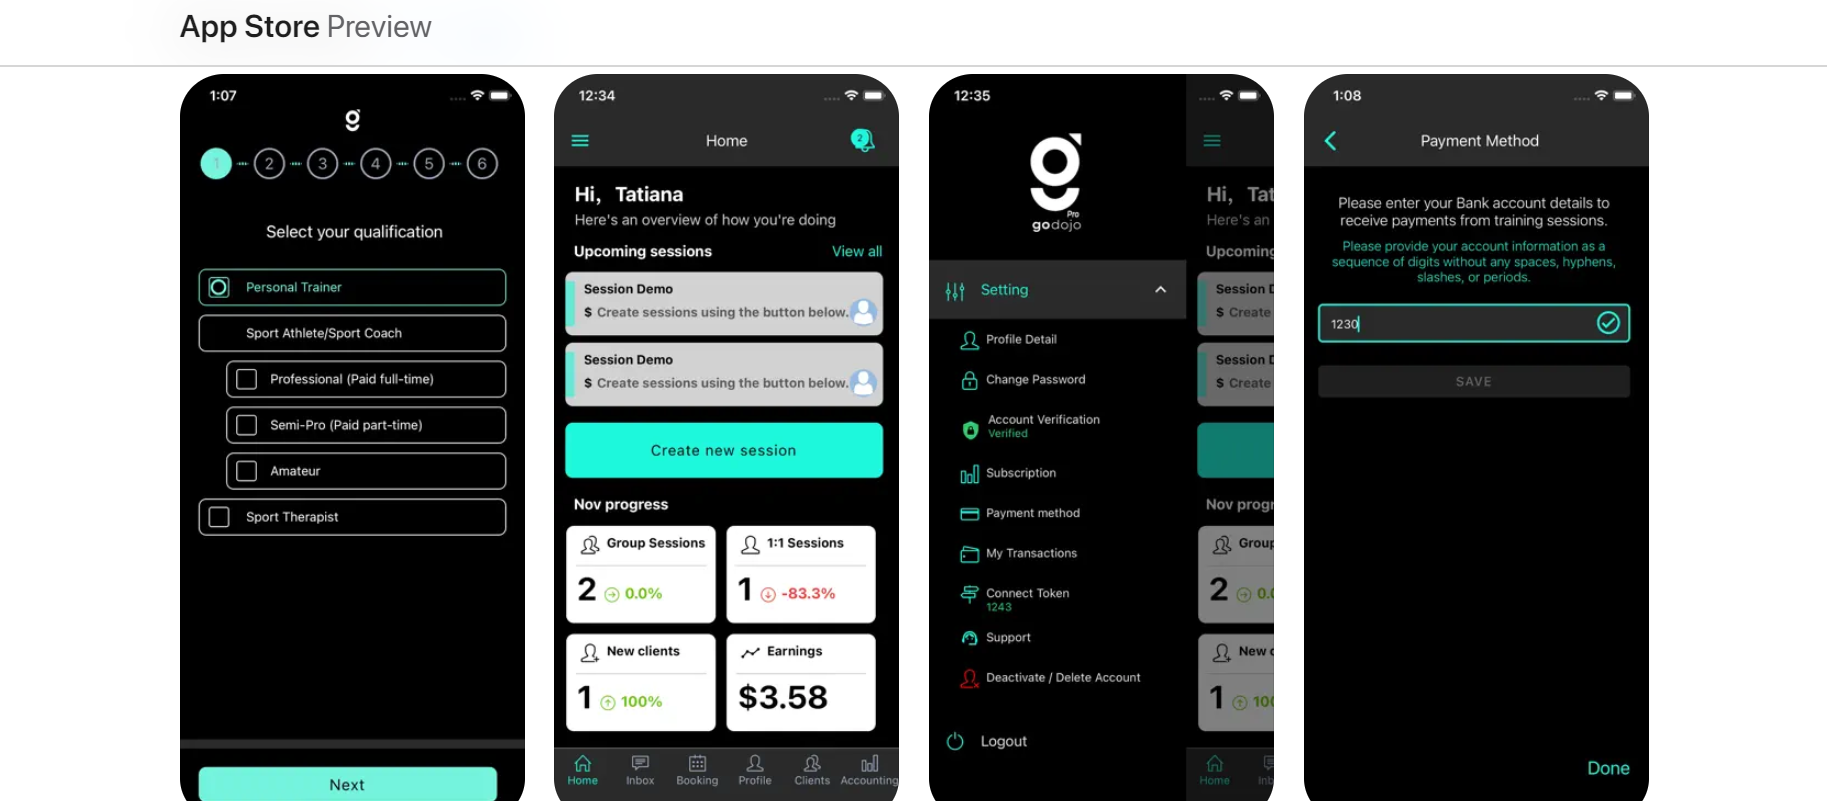 App Store Preview
1:07
1 2 3 4 5 6
Select your qualification
Personal Trainer
Sport Athlete/Sport Coach
Professional (Paid full-time)
Semi-Pro (Paid part-time)
Amateur
Sport Therapist
Next
12:34
Home
2
Hi, Tatiana
Here's an overview of how you're doing
Upcoming sessions View all
Session Demo
$ Create sessions using the button below.
Session Demo
$ Create sessions using the button below.
Create new session
Nov progress
Group Sessions
2 0.0%
1:1 Sessions
1 -83.3%
New clients
1 100%
Earnings
$3.58
Home Inbox Booking Profile Clients Accounting
12:35
Pro
godojo
Setting
Profile Detail
Change Password
Account Verification
Verified
Subscription
Payment method
My Transactions
Connect Token
1243
Support
Deactivate / Delete Account
Logout
Hi, Tat
Here's an
Upcoming
Session D
$ Create
Session D
$ Create
Nov progr
Group
2 0.0
New c
1 100
Home Inb
1:08
Payment Method
Please enter your Bank account details to
receive payments from training sessions.
Please provide your account information as a
sequence of digits without any spaces, hyphens,
slashes, or periods.
1230
SAVE
Done